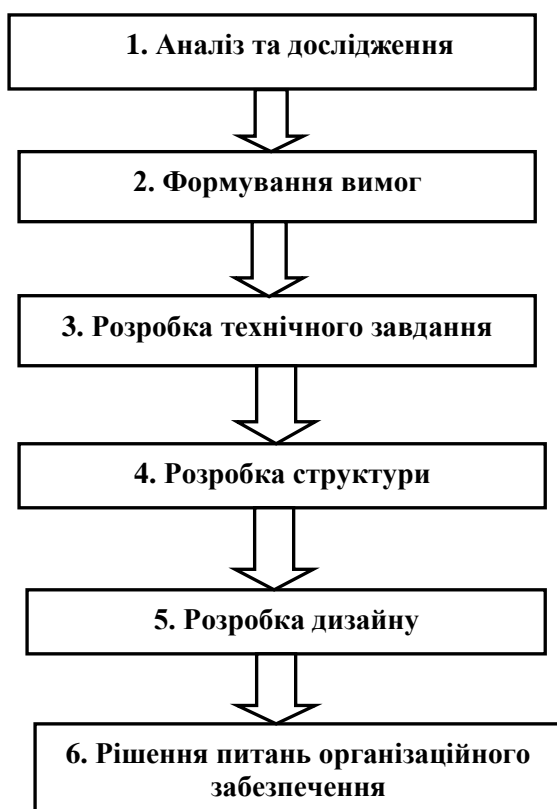 1. Аналіз та дослідження
2. Формування вимог
3. Розробка технічного завдання
4. Розробка структури
5. Розробка дизайну
6. Рішення питань організаційного
забезпечення